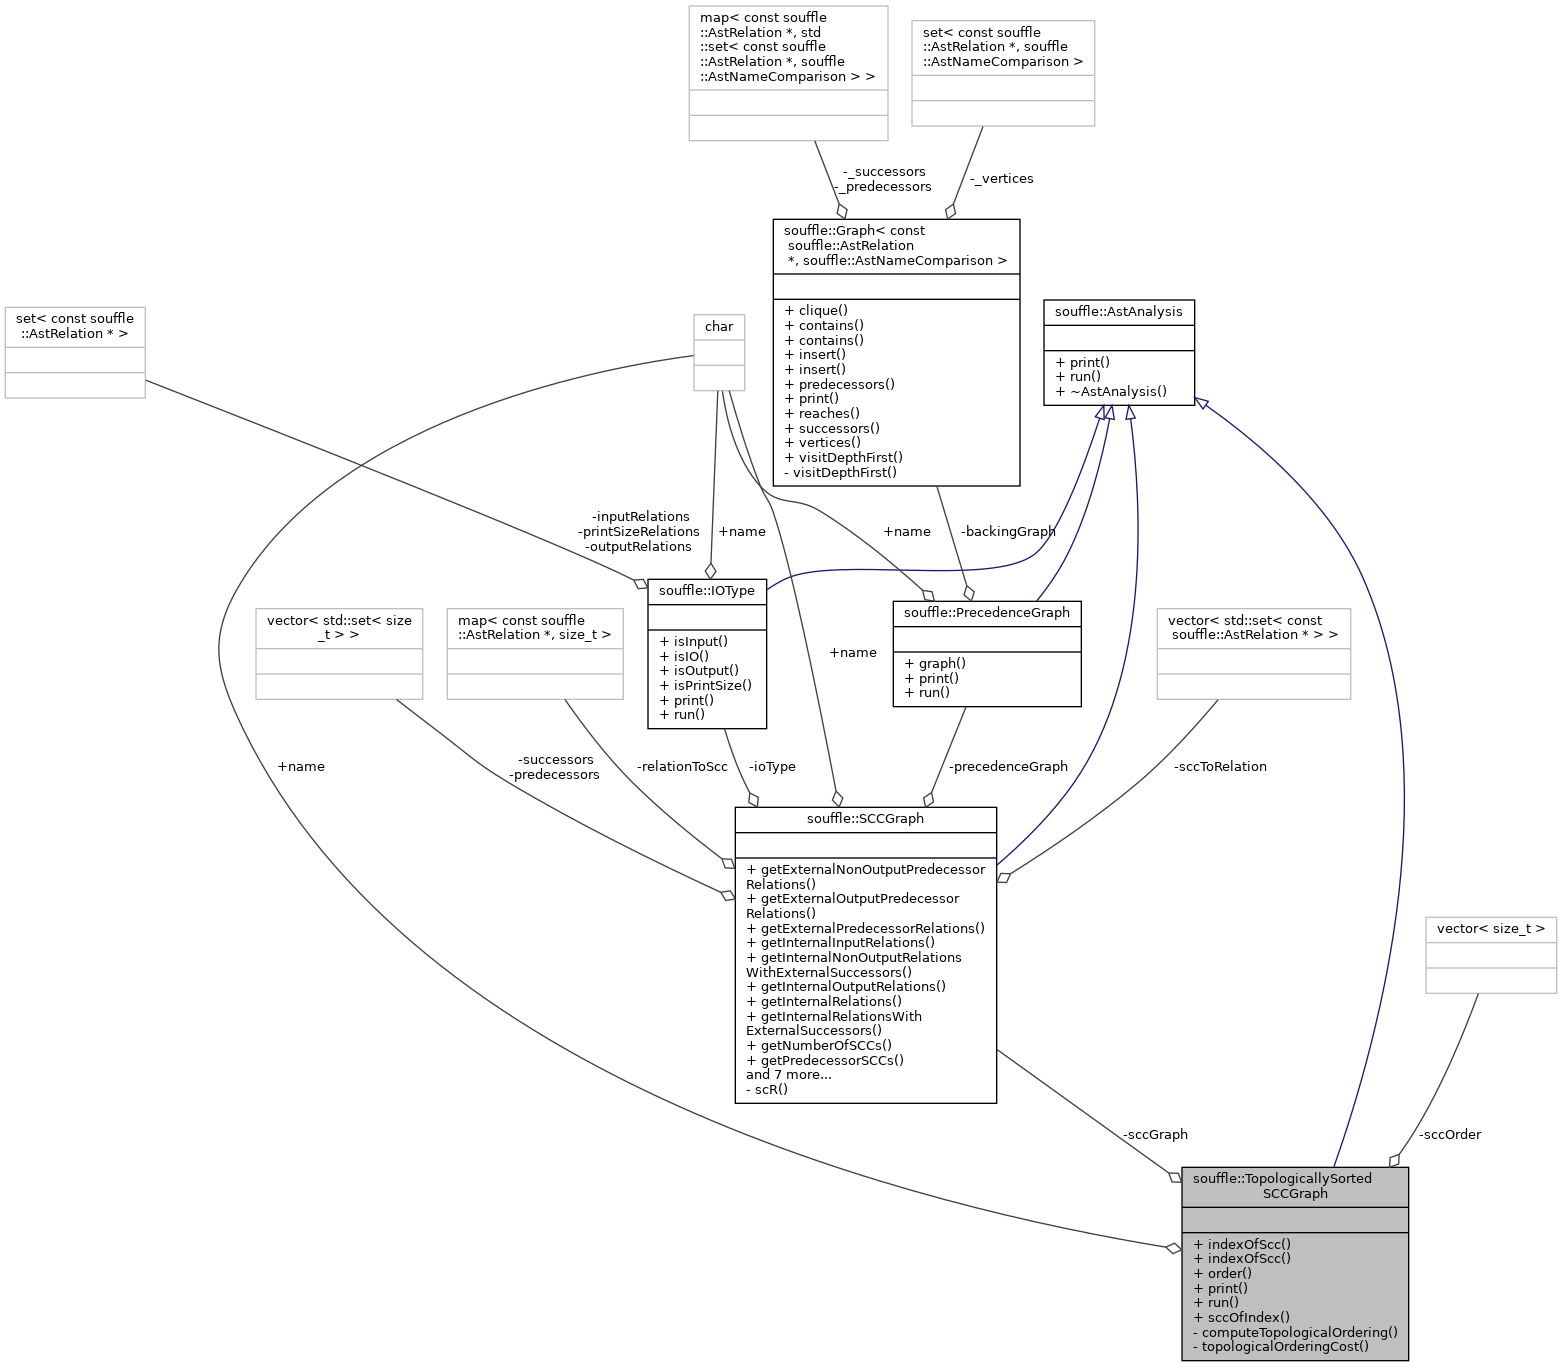 map< const souffle
::AstRelation *, std
::set< const souffle
::AstRelation *, souffle
::AstNameComparison > >
set< const souffle
::AstRelation *, souffle
::AstNameComparison >
-_successors
-_predecessors
-_vertices
souffle::Graph< const
souffle::AstRelation
*, souffle::AstNameComparison >
+ clique()
+ contains()
+ contains()
+ insert()
+ insert()
+ predecessors()
+ print()
+ reaches()
+ successors()
+ vertices()
+ visitDepthFirst()
- visitDepthFirst()
souffle::AstAnalysis
+ print()
+ run()
+ ~AstAnalysis()
set< const souffle
::AstRelation * >
char
-inputRelations
-printSizeRelations
-outputRelations
+name
+name
-backingGraph
souffle::IOType
+ isInput()
+ isIO()
+ isOutput()
+ isPrintSize()
+ print()
+ run()
souffle::PrecedenceGraph
+ graph()
+ print()
+ run()
vector< std::set< size
_t > >
map< const souffle
::AstRelation *, size_t >
+name
vector< std::set< const
souffle::AstRelation * > >
+name
-successors
-predecessors
-relationToScc
-ioType
-precedenceGraph
-sccToRelation
souffle::SCCGraph
+ getExternalNonOutputPredecessor
Relations()
+ getExternalOutputPredecessor
Relations()
+ getExternalPredecessorRelations()
+ getInternalInputRelations()
+ getInternalNonOutputRelations
WithExternalSuccessors()
+ getInternalOutputRelations()
+ getInternalRelations()
+ getInternalRelationsWith
ExternalSuccessors()
+ getNumberOfSCCs()
+ getPredecessorSCCs()
and 7 more...
- scR()
vector< size_t >
-sccGraph
-sccOrder
souffle::TopologicallySorted
SCCGraph
+ indexOfScc()
+ indexOfScc()
+ order()
+ print()
+ run()
+ sccOfIndex()
- computeTopologicalOrdering()
- topologicalOrderingCost()